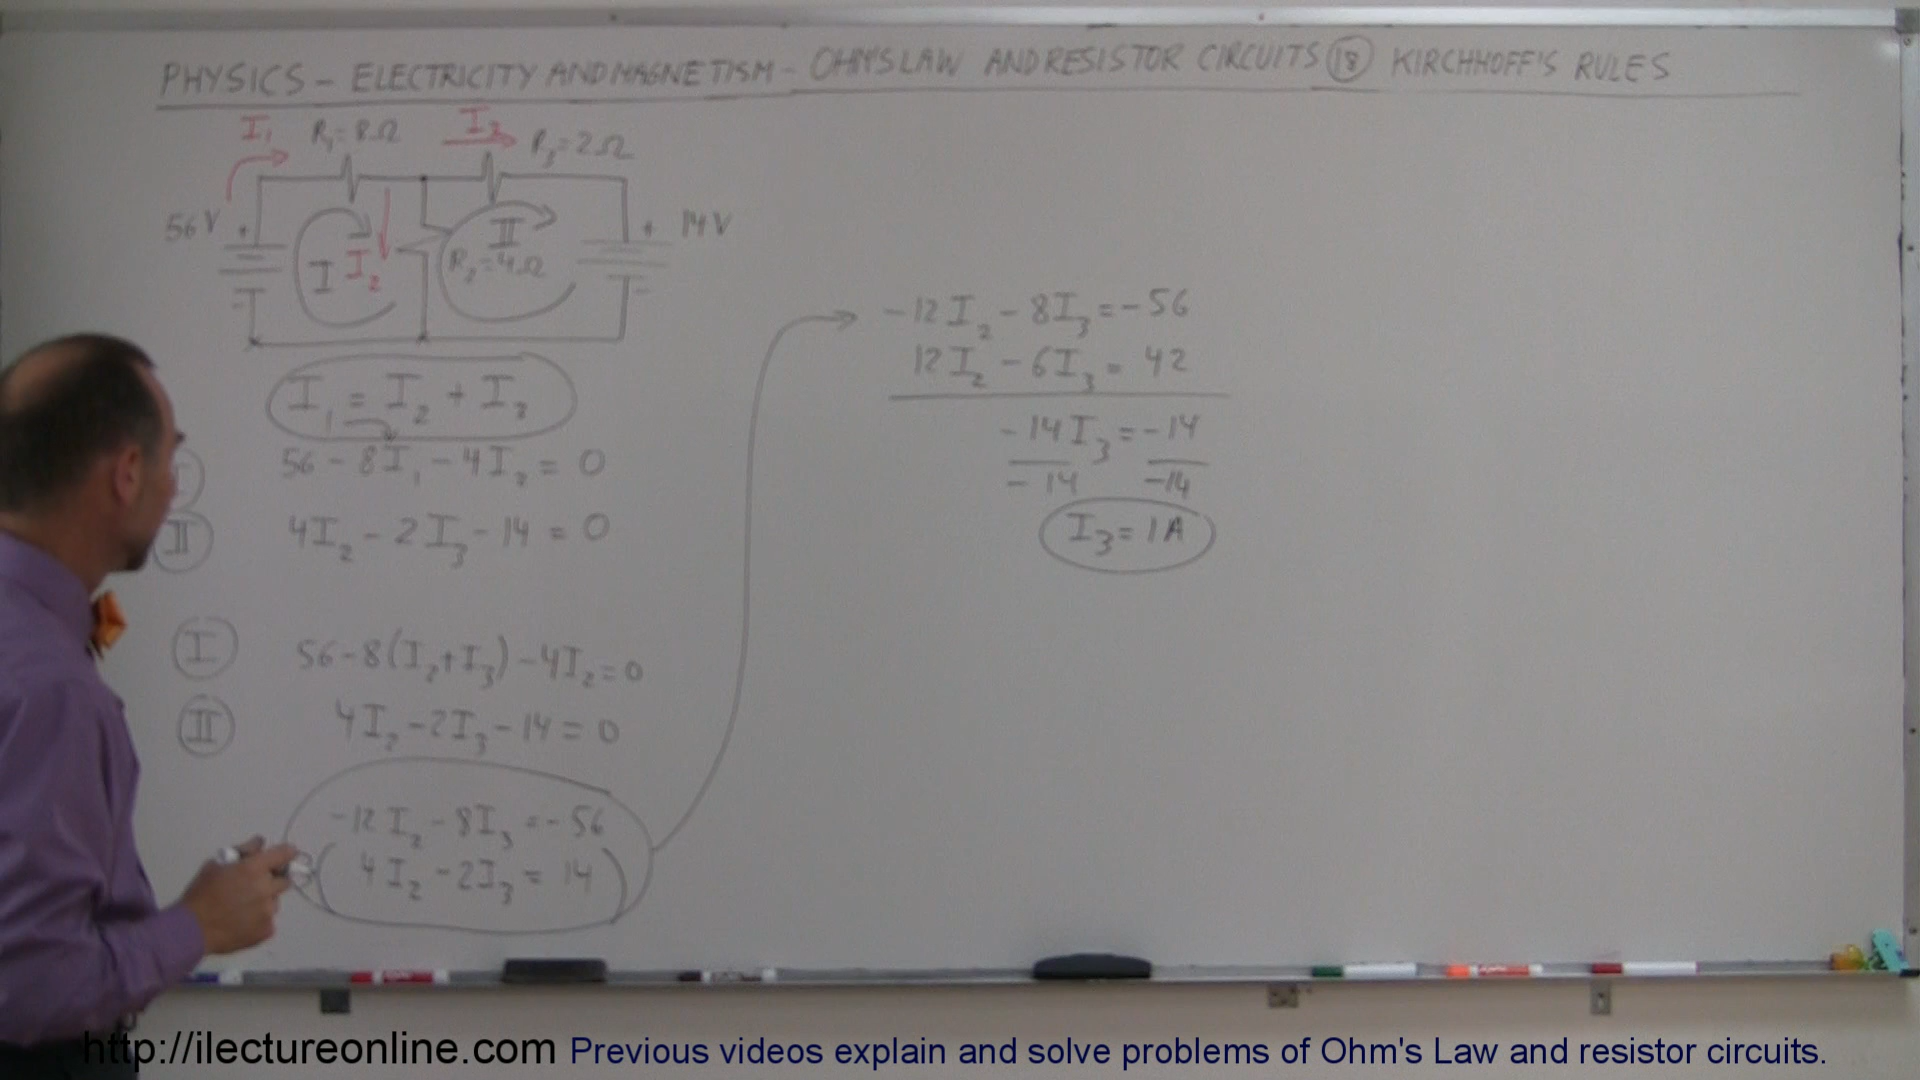 PHYSICS - ELECTRICITY AND MAGNETISM - OHM'S LAW AND RESISTOR CIRCUITS 18 KIRCHHOFF'S RULES
I₁ R₁=8Ω I₃ R₃=2Ω
56V + + 14V
II
I I₂ R₂=4Ω
- -
I₁ = I₂ + I₃
I 56 - 8I₁ - 4I₂ = 0
II 4I₂ - 2I₃ - 14 = 0
I 56-8(I₂+I₃)-4I₂=0
II 4I₂-2I₃-14=0
-12I₂-8I₃=-56
3(4I₂-2I₃=14)
-12I₂-8I₃=-56
12I₂-6I₃=42
-14I₃=-14
-14 -14
I₃=1A
http://ilectureonline.com Previous videos explain and solve problems of Ohm's Law and resistor circuits.